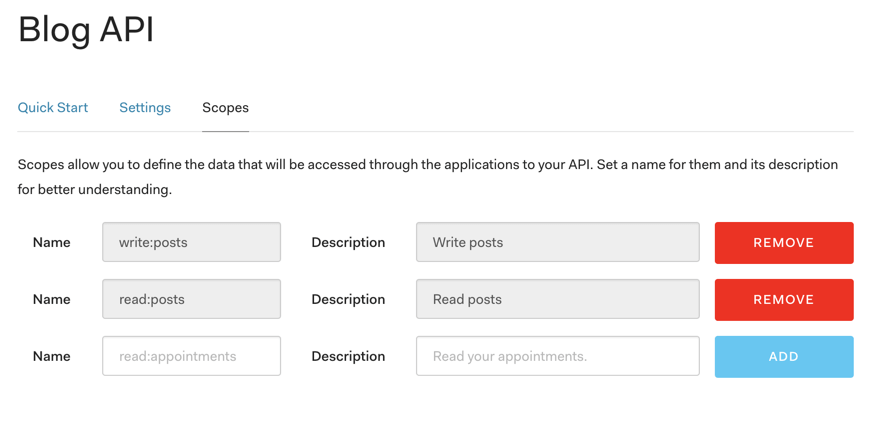 Blog API
Quick Start Settings Scopes
Scopes allow you to define the data that will be accessed through the applications to your API. Set a name for them and its description
for better understanding.
Name write:posts Description Write posts REMOVE
Name read:posts Description Read posts REMOVE
Name read:appointments Description Read your appointments. ADD